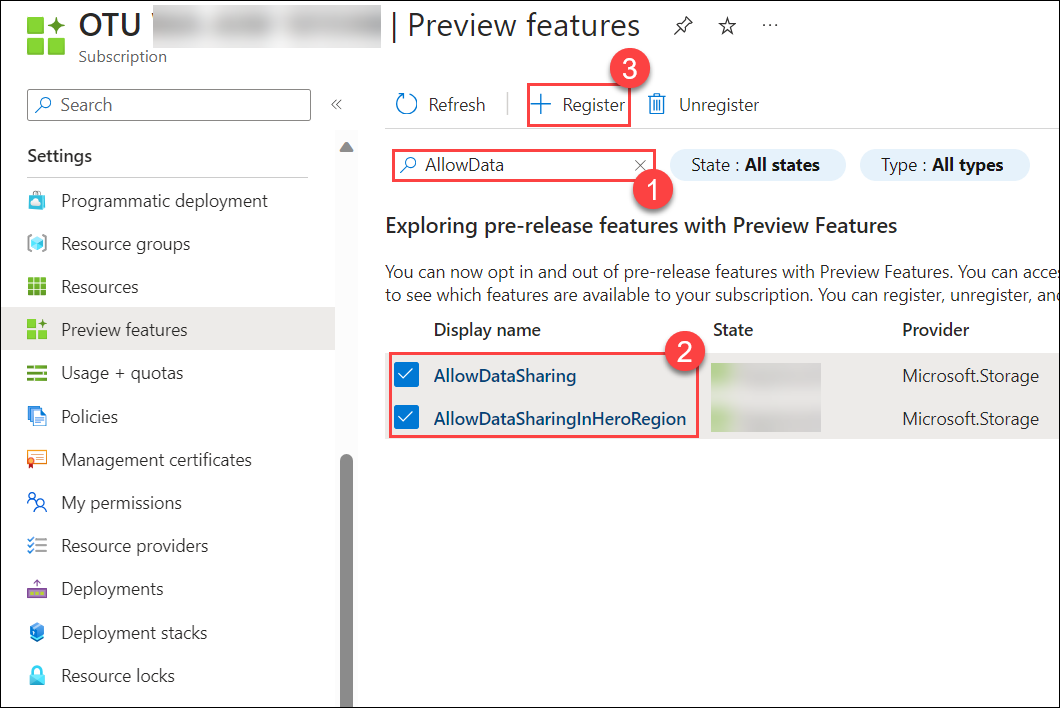 OTU | Preview features
Subscription
Search
Refresh
Register
Unregister
3
AllowData
State : All states
Type : All types
1
Settings
Programmatic deployment
Resource groups
Resources
Preview features
Usage + quotas
Policies
Management certificates
My permissions
Resource providers
Deployments
Deployment stacks
Resource locks
Exploring pre-release features with Preview Features
You can now opt in and out of pre-release features with Preview Features. You can acces
to see which features are available to your subscription. You can register, unregister, and
Display name State Provider
2
AllowDataSharing Microsoft.Storage
AllowDataSharingInHeroRegion Microsoft.Storage